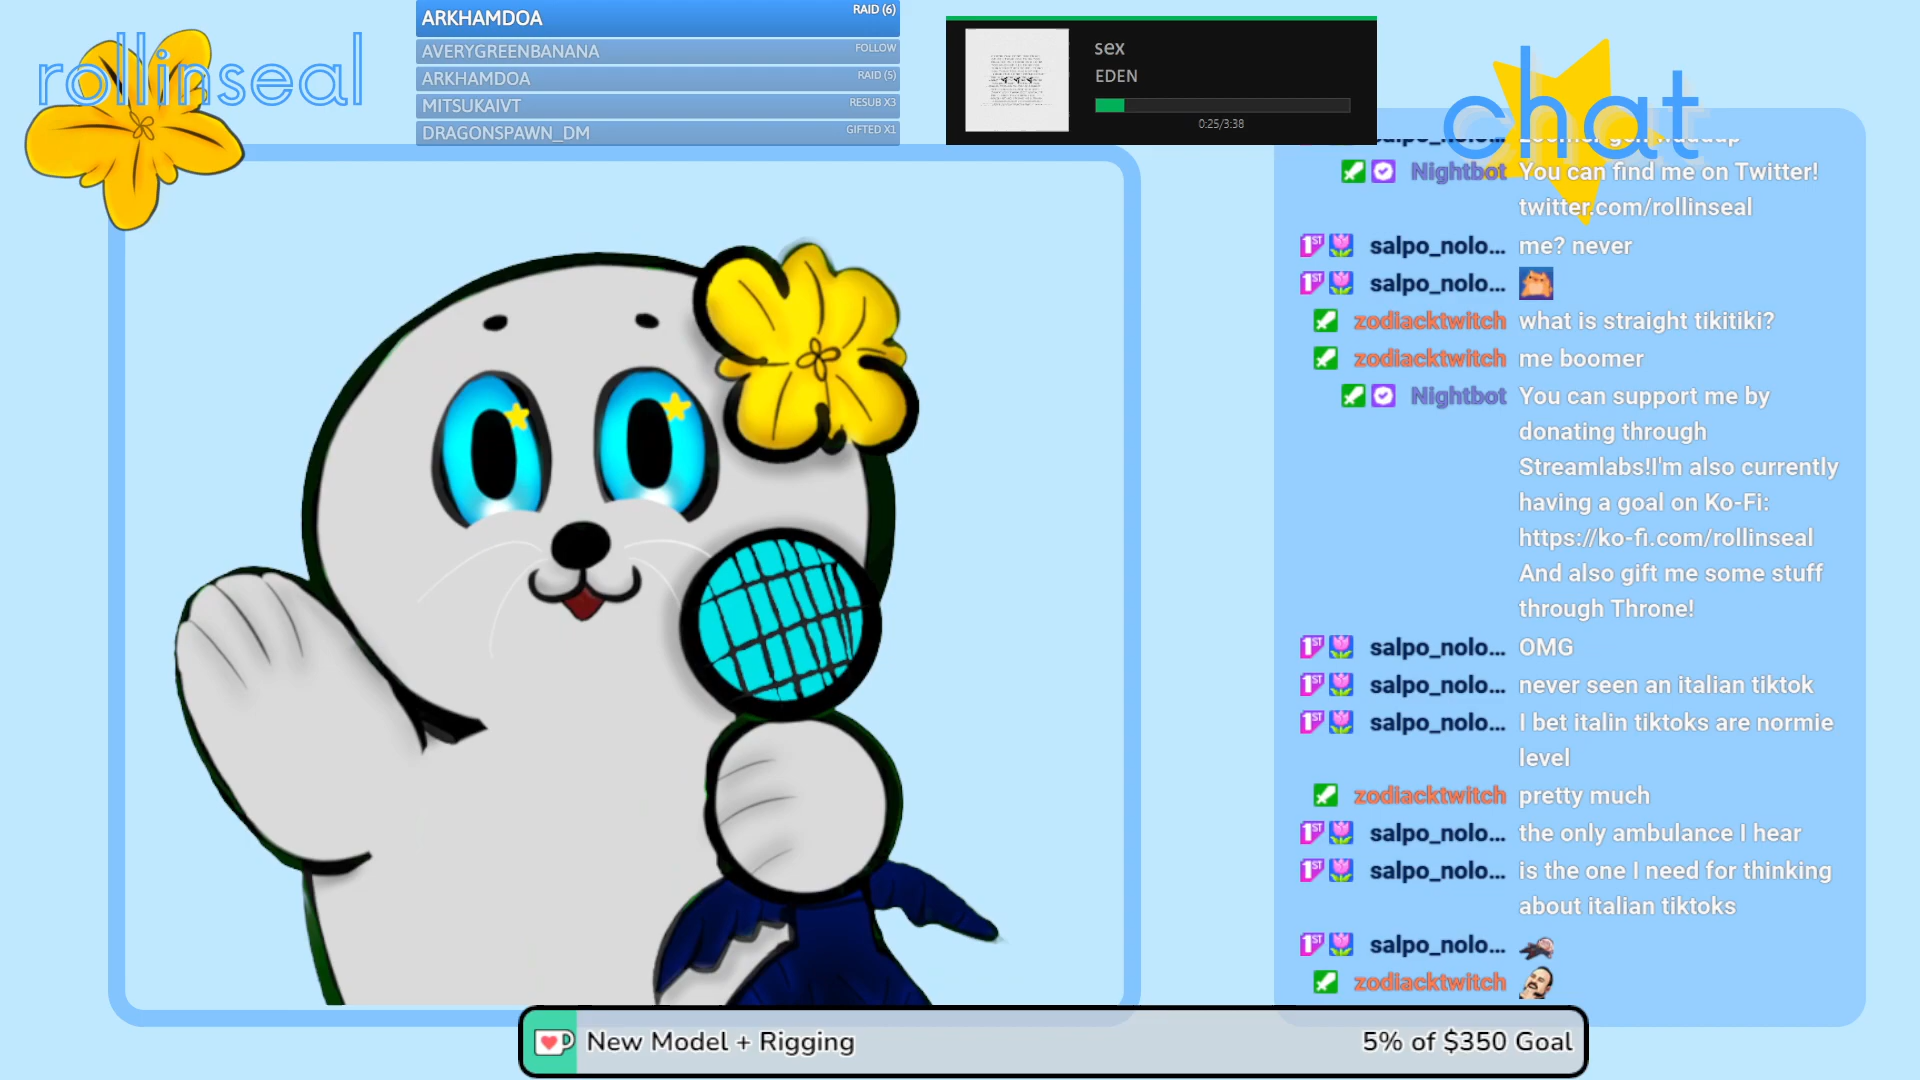 rollinseal
ARKHAMDOA RAID (6)
AVERYGREENBANANA FOLLOW
ARKHAMDOA RAID (5)
MITSUKAIVT RESUB X3
DRAGONSPAWN_DM GIFTED X1
sex
EDEN
0:25/3:38
chat
Nightbot You can find me on Twitter!
twitter.com/rollinseal
salpo_nolo... me? never
salpo_nolo...
zodiacktwitch what is straight tikitiki?
zodiacktwitch me boomer
Nightbot You can support me by
donating through
Streamlabs!I'm also currently
having a goal on Ko-Fi:
https://ko-fi.com/rollinseal
And also gift me some stuff
through Throne!
1ST salpo_nolo... OMG
1ST salpo_nolo... never seen an italian tiktok
1ST salpo_nolo... I bet italin tiktoks are normie
level
zodiacktwitch pretty much
1ST salpo_nolo... the only ambulance I hear
1ST salpo_nolo... is the one I need for thinking
about italian tiktoks
1ST salpo_nolo...
zodiacktwitch
New Model + Rigging 5% of $350 Goal